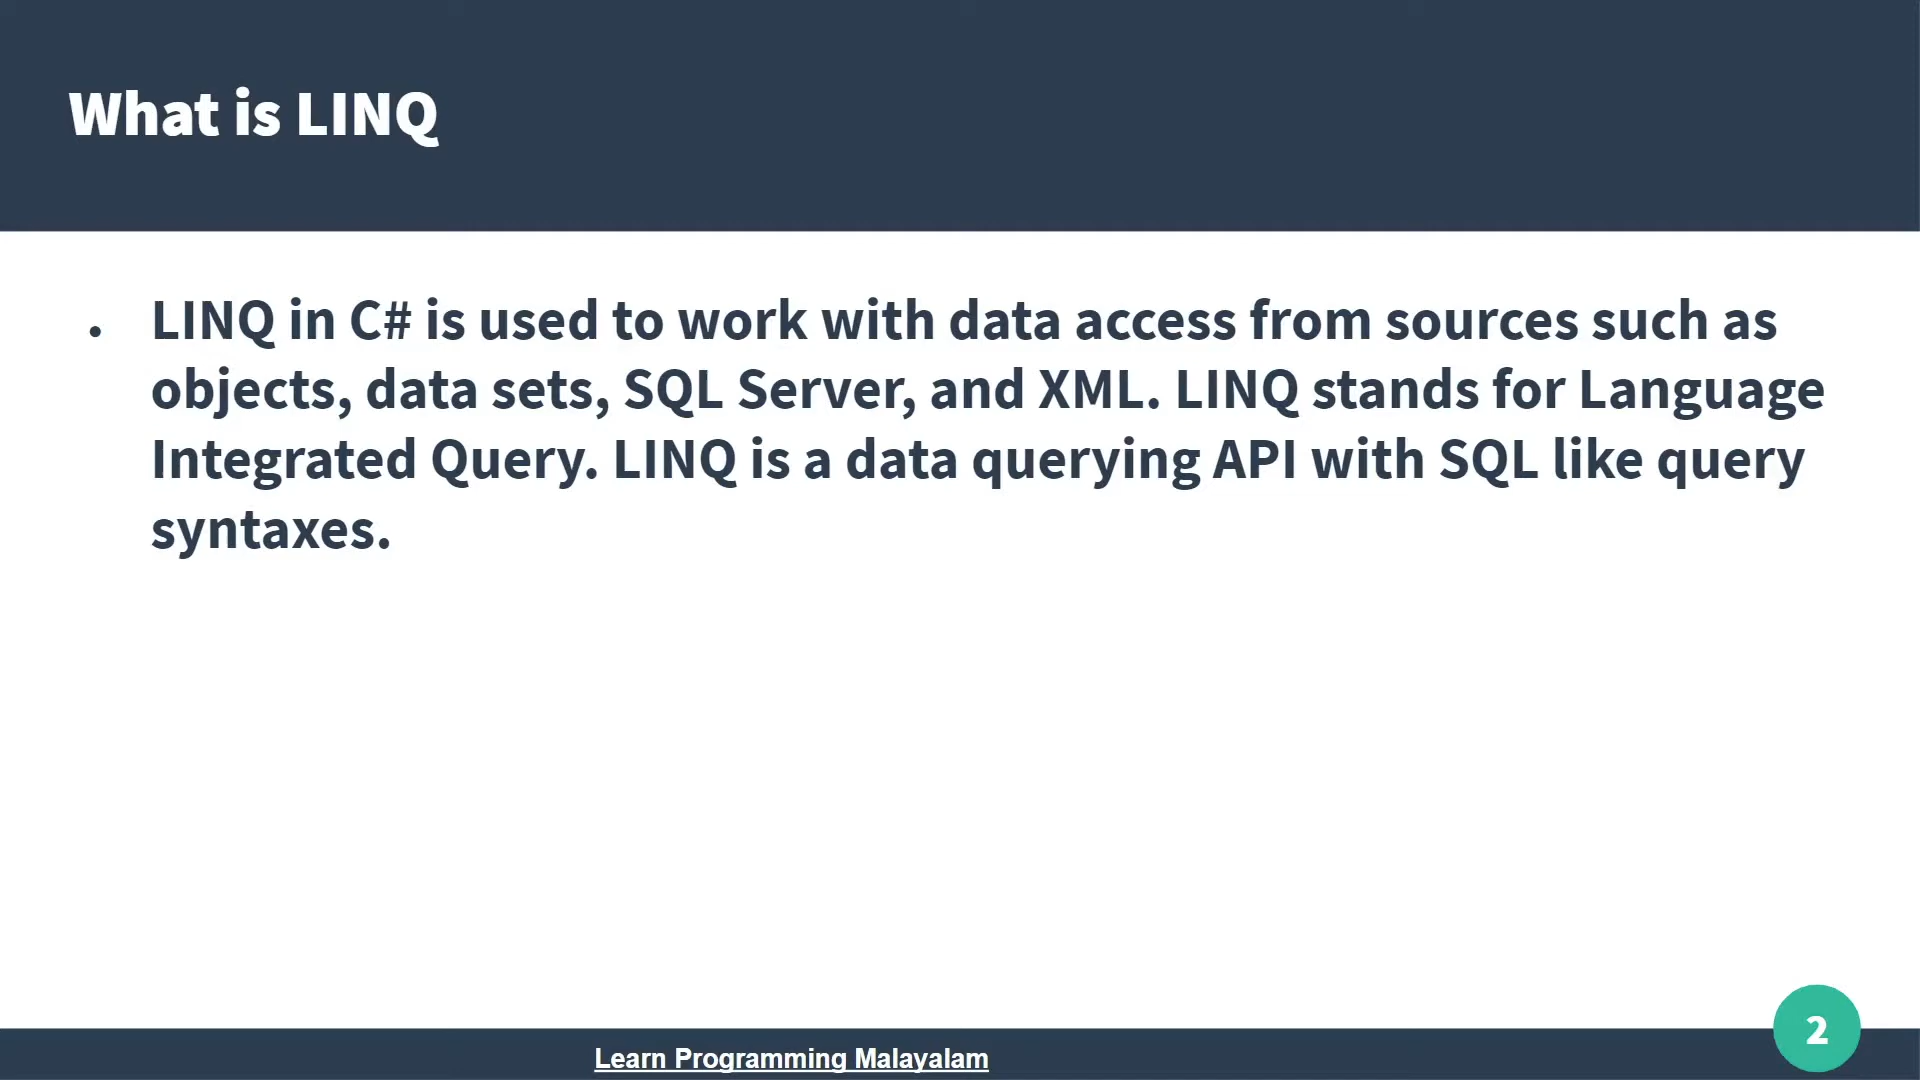 What is LINQ
• LINQ in C# is used to work with data access from sources such as
objects, data sets, SQL Server, and XML. LINQ stands for Language
Integrated Query. LINQ is a data querying API with SQL like query
syntaxes.
2
Learn Programming Malayalam